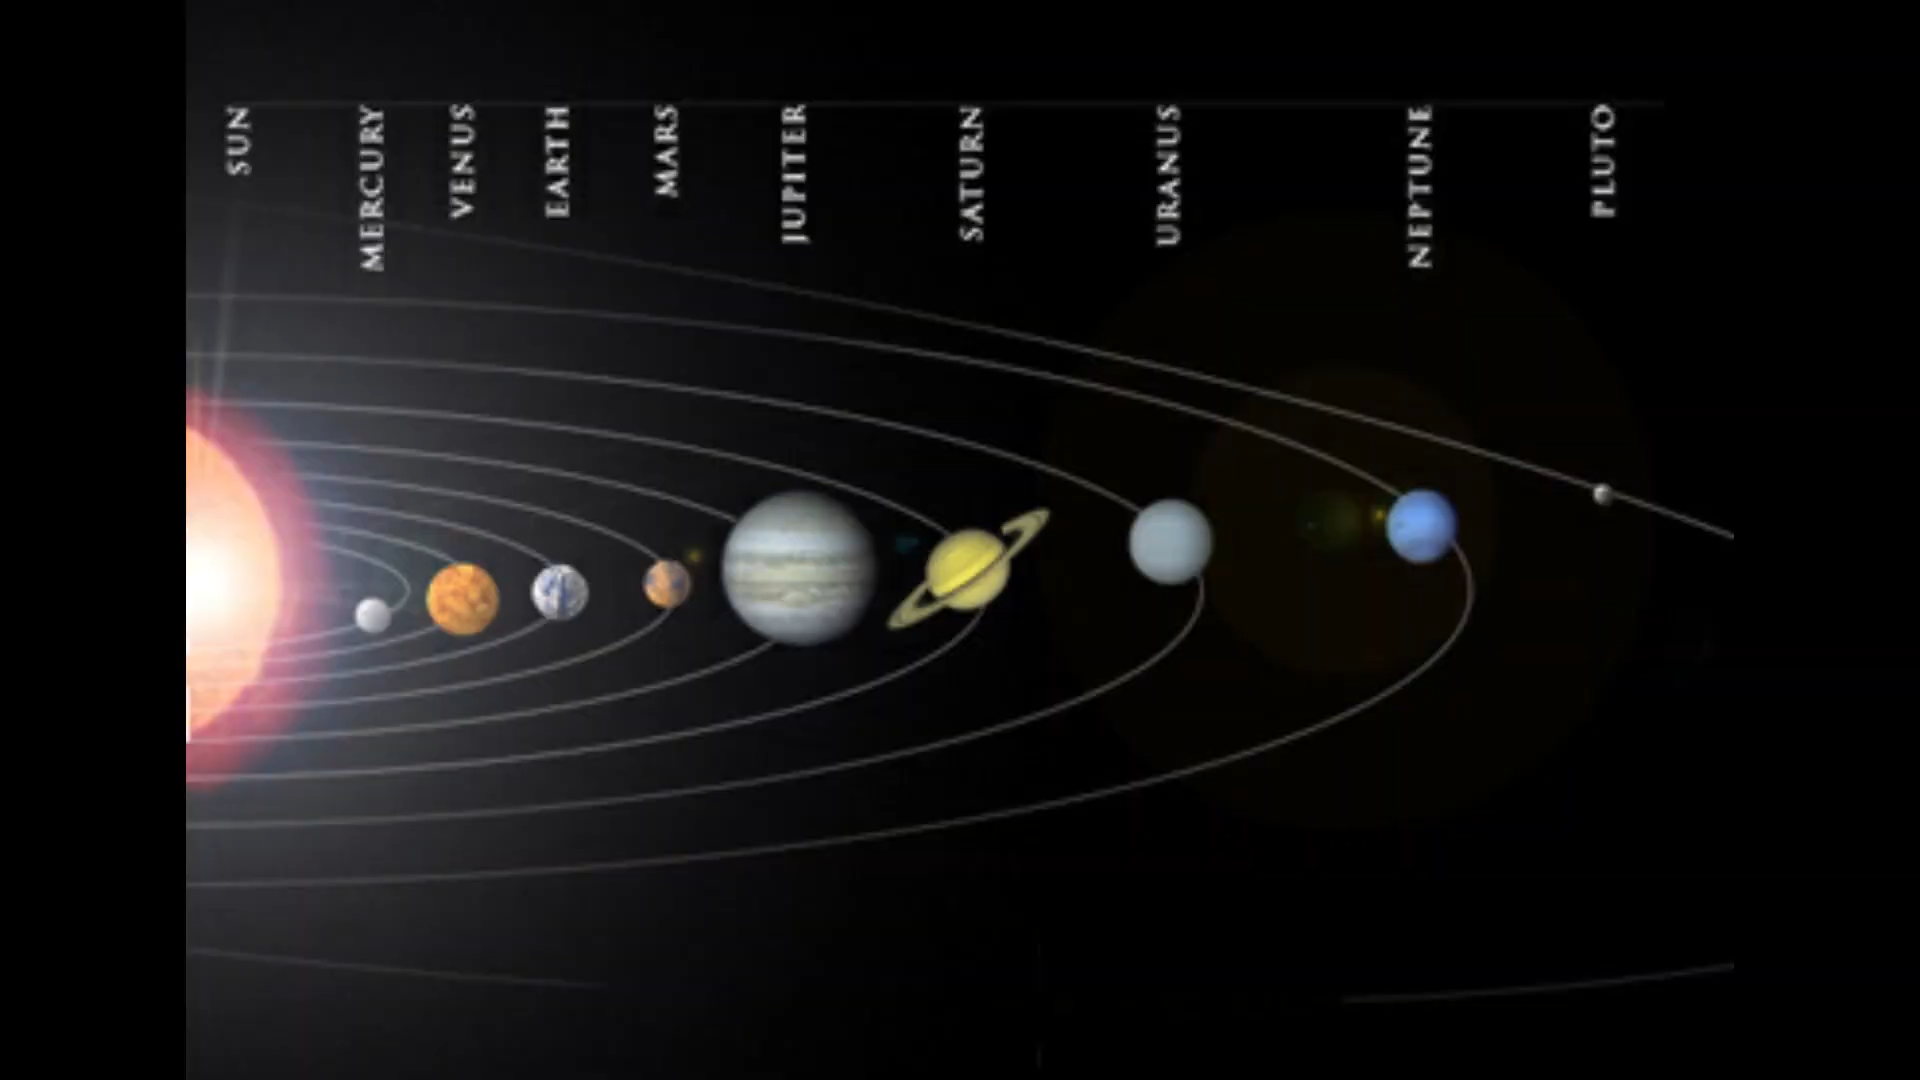 SUN
MERCURY
VENUS
EARTH
MARS
JUPITER
SATURN
URANUS
NEPTUNE
PLUTO